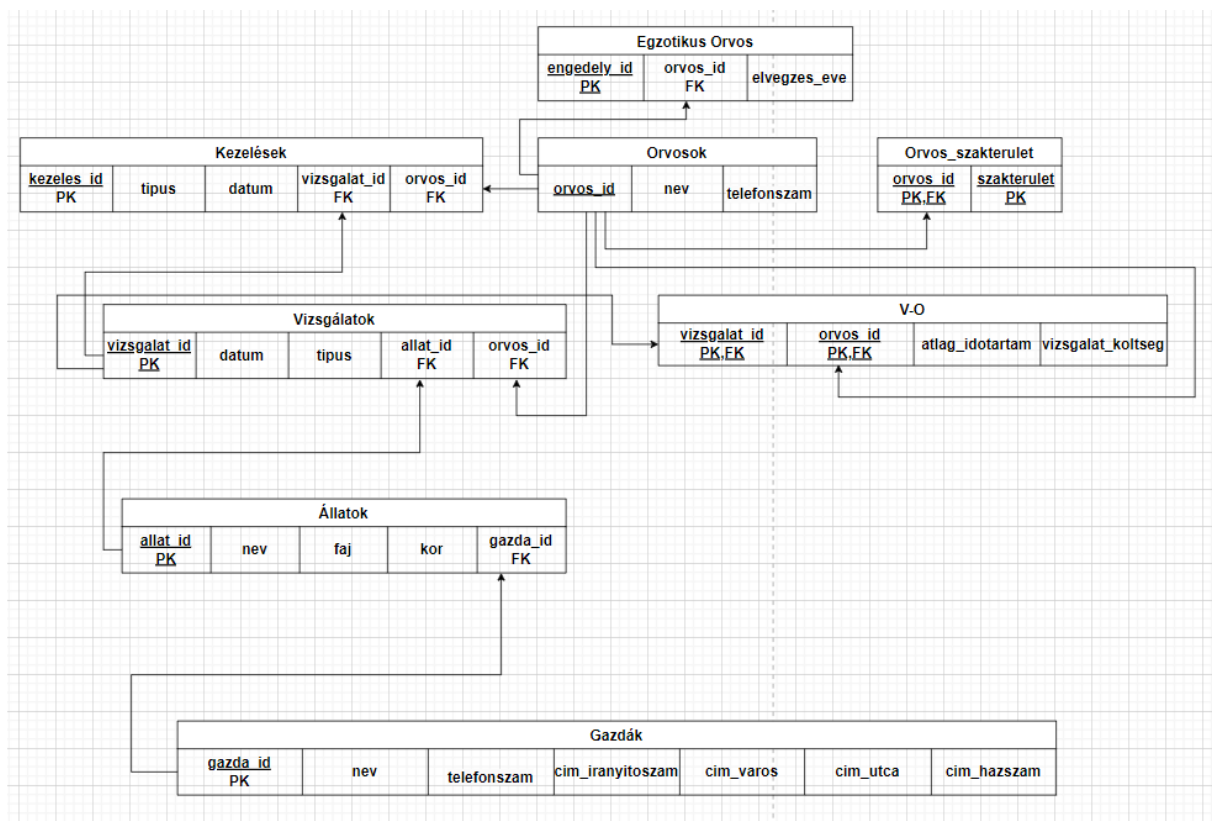 Egzotikus Orvos
engedely_id
PK
orvos_id
FK
elvegzes_eve
Kezelések
kezeles_id
PK
tipus
datum
vizsgalat_id
FK
orvos_id
FK
Orvosok
orvos_id
nev
telefonszam
Orvos_szakterulet
orvos_id
PK,FK
szakterulet
PK
Vizsgálatok
vizsgalat_id
PK
datum
tipus
allat_id
FK
orvos_id
FK
V-O
vizsgalat_id
PK,FK
orvos_id
PK,FK
atlag_idotartam
vizsgalat_koltseg
Állatok
allat_id
PK
nev
faj
kor
gazda_id
FK
Gazdák
gazda_id
PK
nev
telefonszam
cim_iranyitoszam
cim_varos
cim_utca
cim_hazszam